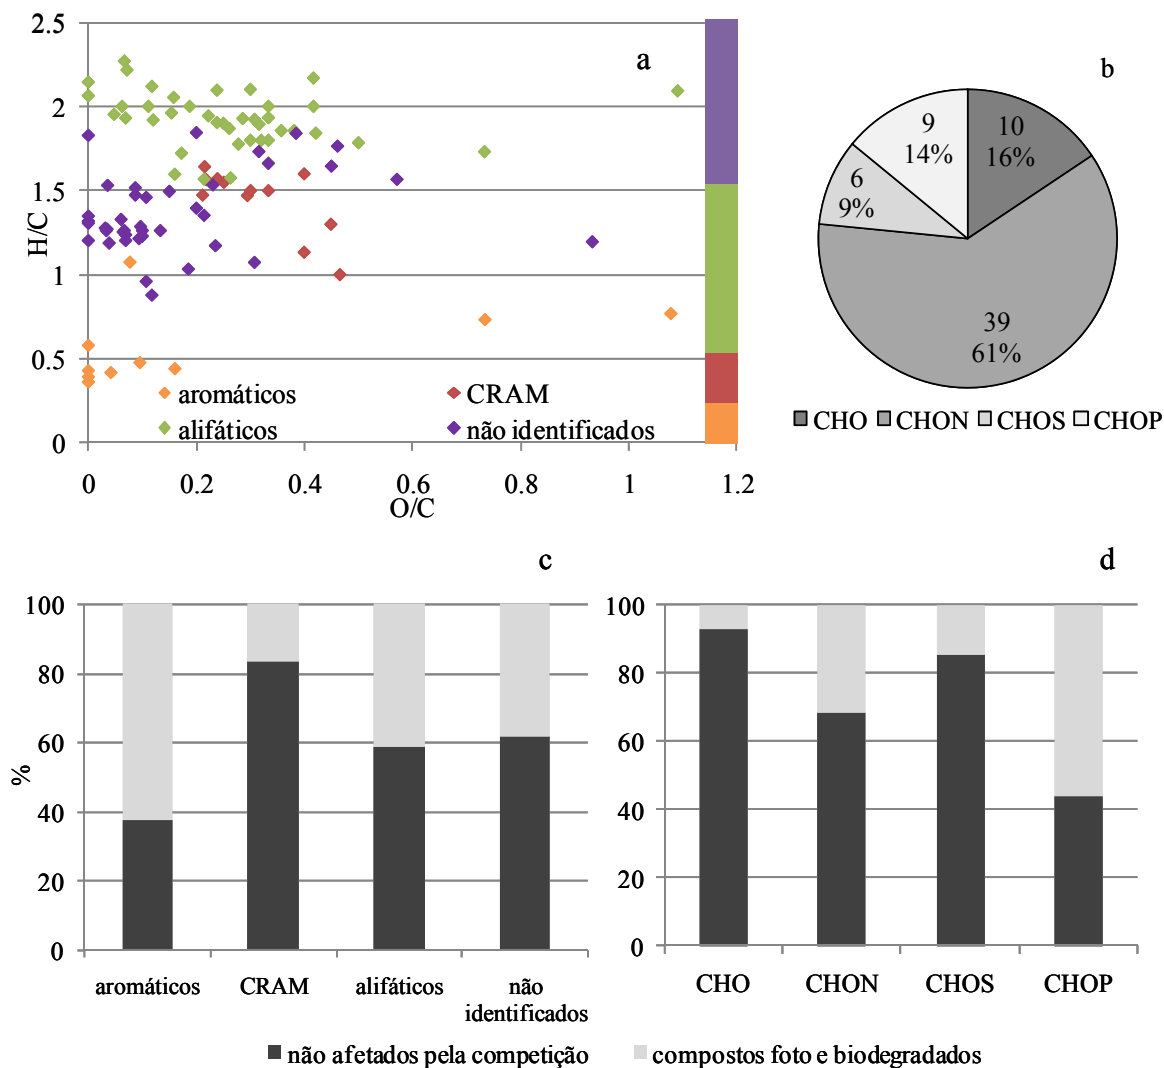 a
2.5
2
1.5
1
0.5
0
H/C
aromáticos
CRAM
alifáticos
não identificados
0 0.2 0.4 0.6 0.8 1 1.2
O/C
b
9
14%
10
16%
6
9%
39
61%
CHO CHON CHOS CHOP
c
100
80
60
40
20
0
%
aromáticos CRAM alifáticos não
identificados
d
100
80
60
40
20
0
CHO CHON CHOS CHOP
não afetados pela competição compostos foto e biodegradados